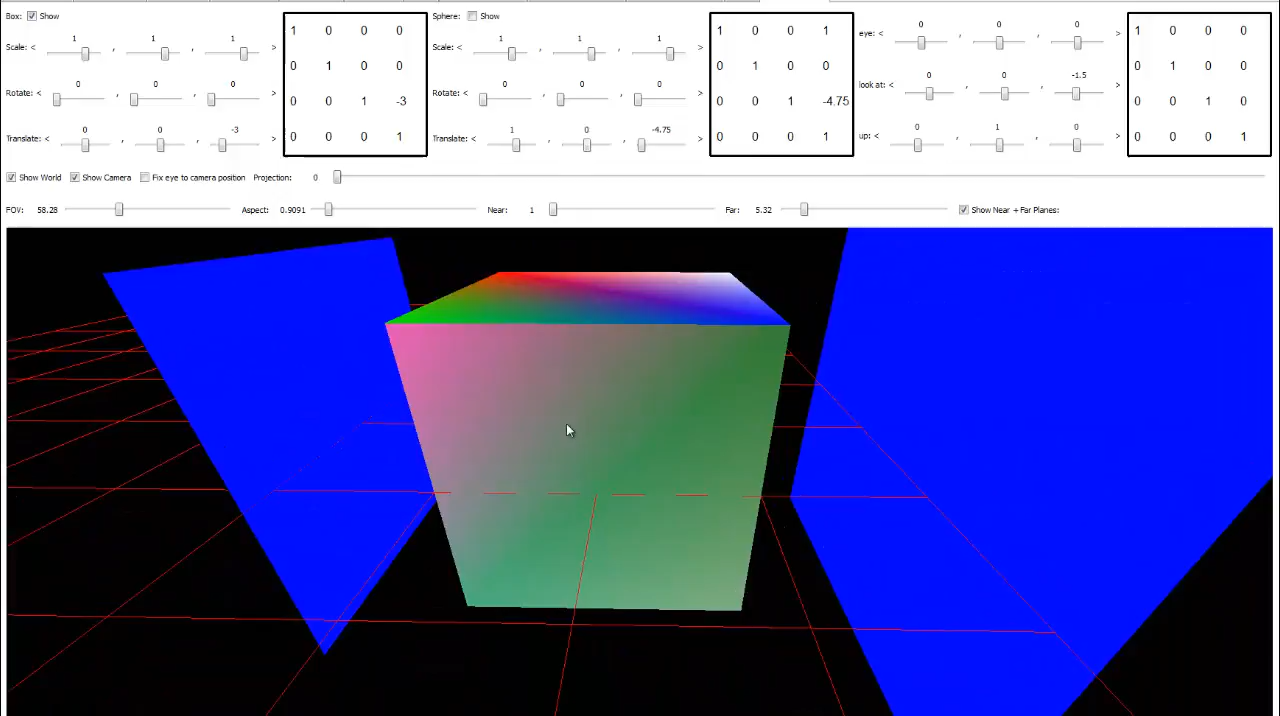 Box: Show
1 1 1
Scale: < , , >
0 0 0
Rotate: < , , >
0 0 -3
Translate: < , , >
1 0 0 0
0 1 0 0
0 0 1 -3
0 0 0 1
Sphere: Show
1 1 1
Scale: < , , >
0 0 0
Rotate: < , , >
1 0 -4.75
Translate: < , , >
1 0 0 1
0 1 0 0
0 0 1 -4.75
0 0 0 1
0 0 0
eye: < , , >
0 0 -1.5
look at: < , , >
0 1 0
up: < , , >
1 0 0 0
0 1 0 0
0 0 1 0
0 0 0 1
Show World Show Camera Fix eye to camera position Projection: 0
FOV: 58.28 Aspect: 0.9091 Near: 1 Far: 5.32 Show Near + Far Planes: